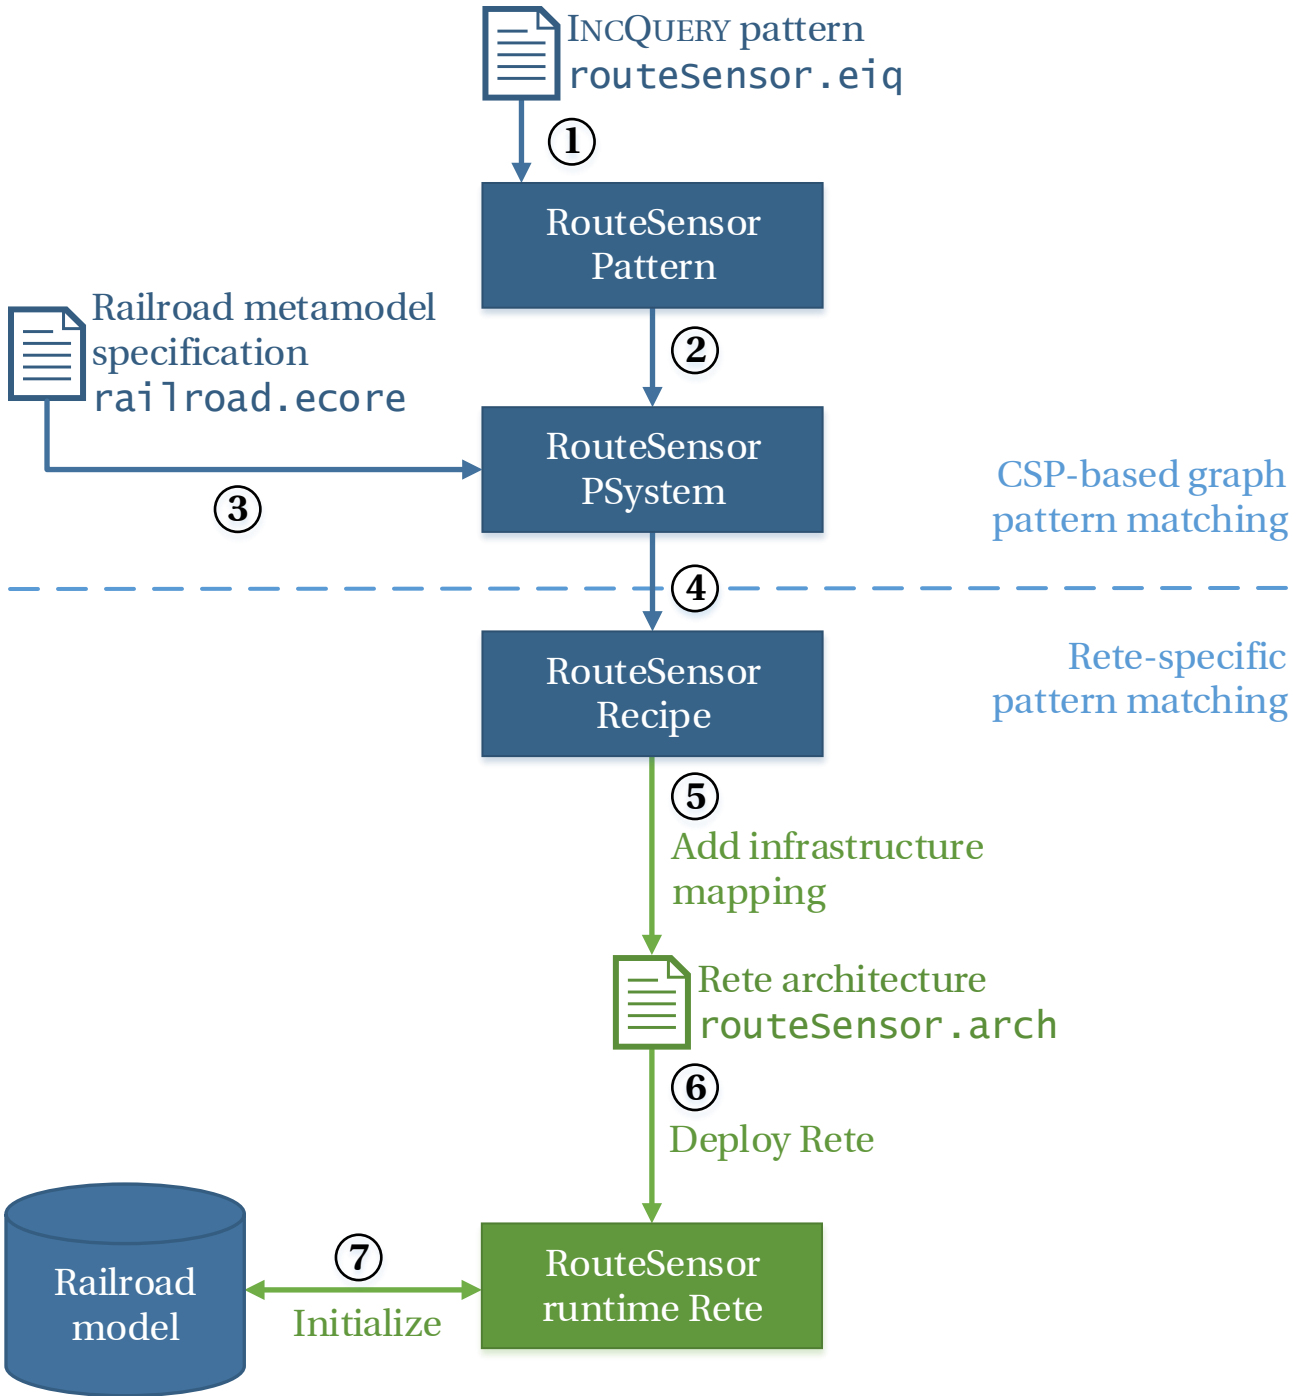 INCQUERY pattern
routeSensor.eiq
1
RouteSensor
Pattern
2
Railroad metamodel
specification
railroad.ecore
3
RouteSensor
PSystem
CSP-based graph
pattern matching
4
Rete-specific
pattern matching
RouteSensor
Recipe
5
Add infrastructure
mapping
Rete architecture
routeSensor.arch
6
Deploy Rete
Railroad
model
7
Initialize
RouteSensor
runtime Rete